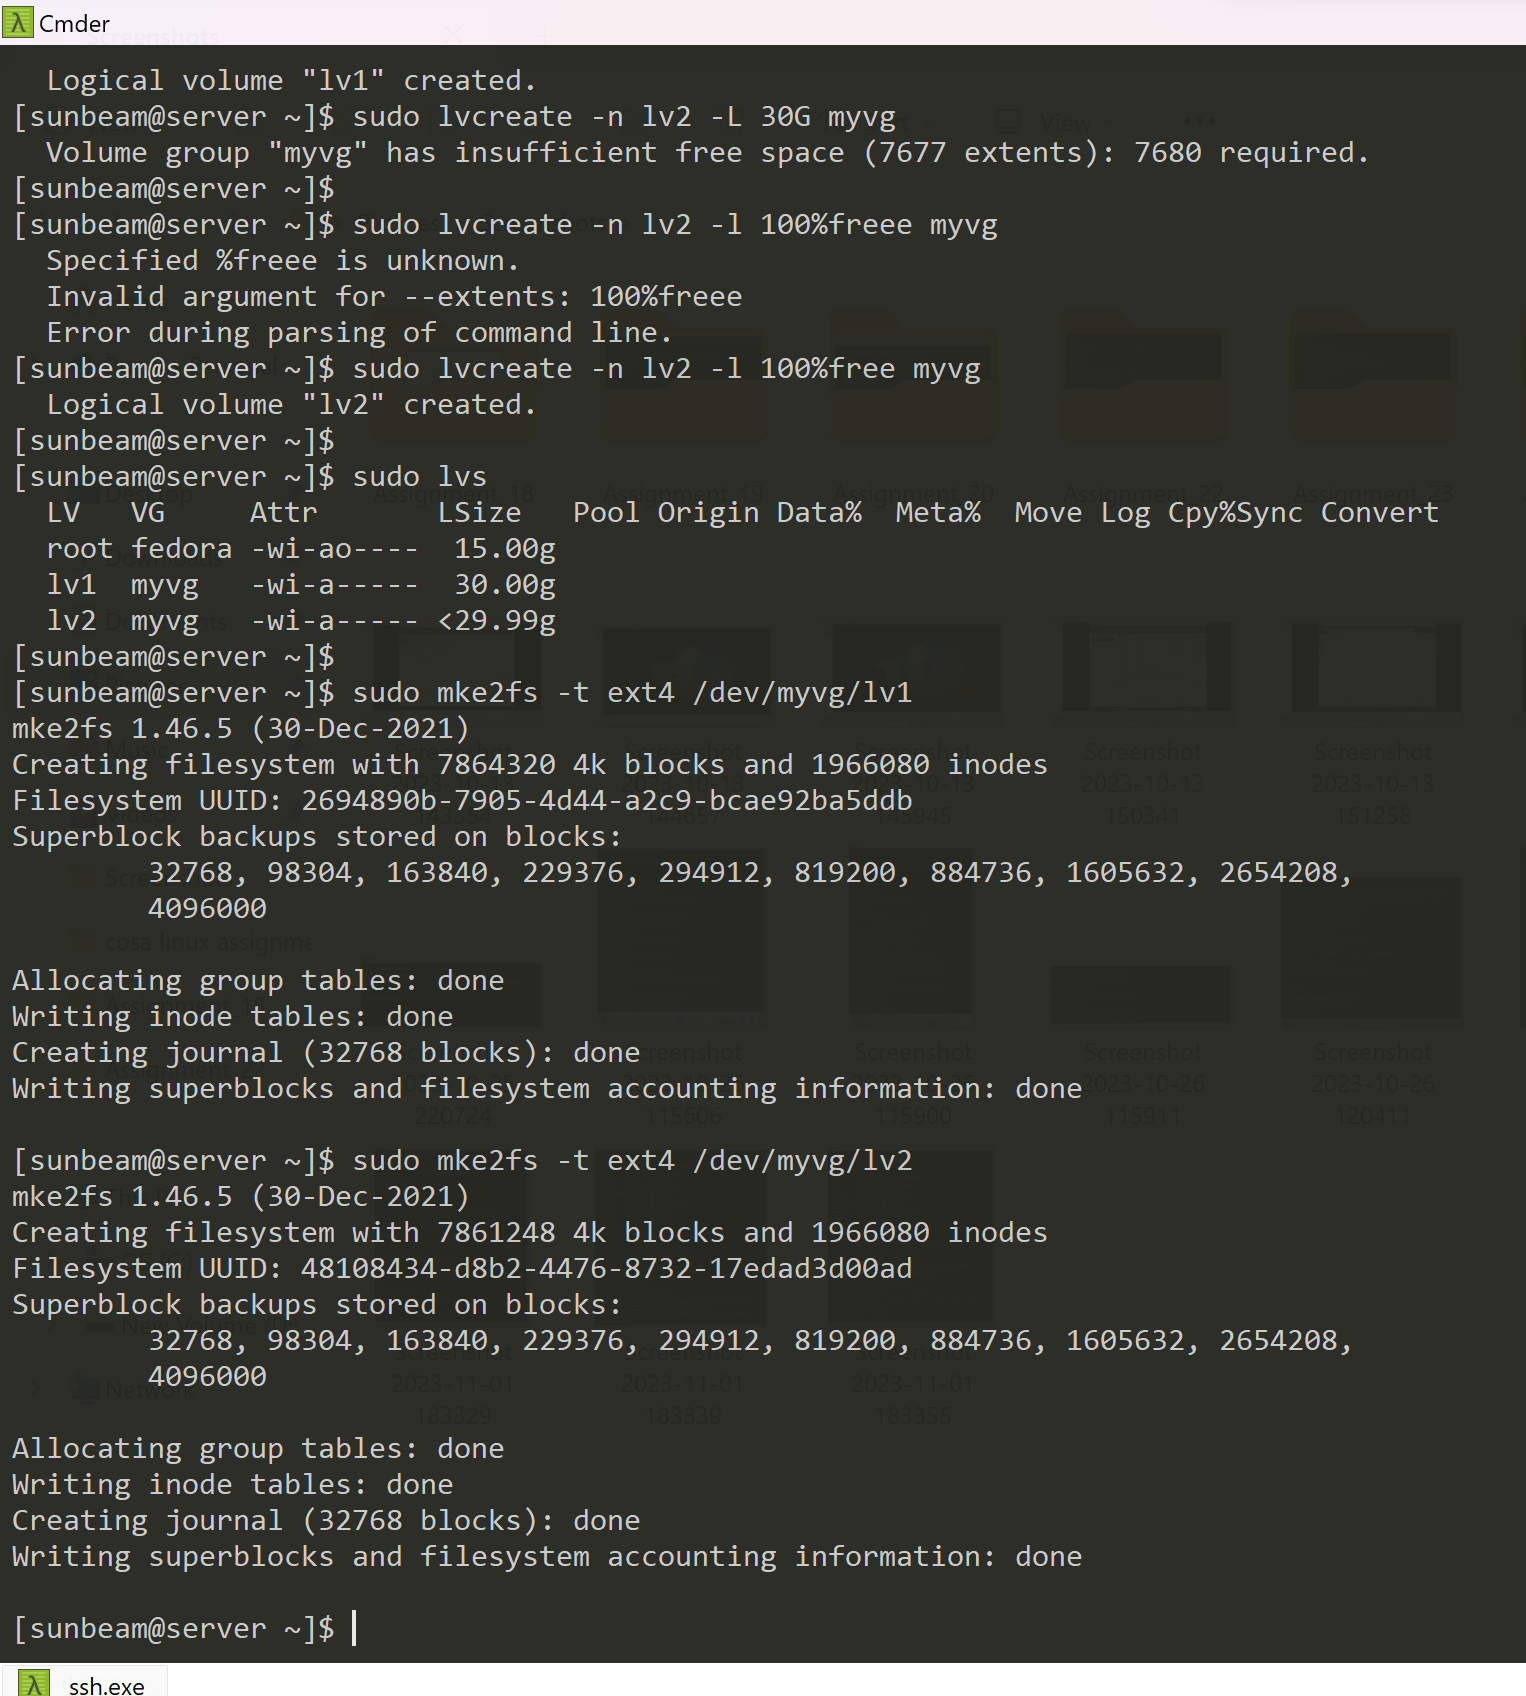 Cmder
Logical volume "lv1" created.
[sunbeam@server ~]$ sudo lvcreate -n lv2 -L 30G myvg
Volume group "myvg" has insufficient free space (7677 extents): 7680 required.
[sunbeam@server ~]$
[sunbeam@server ~]$ sudo lvcreate -n lv2 -l 100%freee myvg
Specified %freee is unknown.
Invalid argument for --extents: 100%freee
Error during parsing of command line.
[sunbeam@server ~]$ sudo lvcreate -n lv2 -l 100%free myvg
Logical volume "lv2" created.
[sunbeam@server ~]$
[sunbeam@server ~]$ sudo lvs
LV VG Attr LSize Pool Origin Data% Meta% Move Log Cpy%Sync Convert
root fedora -wi-ao---- 15.00g
lv1 myvg -wi-a----- 30.00g
lv2 myvg -wi-a----- <29.99g
[sunbeam@server ~]$
[sunbeam@server ~]$ sudo mke2fs -t ext4 /dev/myvg/lv1
mke2fs 1.46.5 (30-Dec-2021)
Creating filesystem with 7864320 4k blocks and 1966080 inodes
Filesystem UUID: 2694890b-7905-4d44-a2c9-bcae92ba5ddb
Superblock backups stored on blocks:
32768, 98304, 163840, 229376, 294912, 819200, 884736, 1605632, 2654208,
4096000
Allocating group tables: done
Writing inode tables: done
Creating journal (32768 blocks): done
Writing superblocks and filesystem accounting information: done
[sunbeam@server ~]$ sudo mke2fs -t ext4 /dev/myvg/lv2
mke2fs 1.46.5 (30-Dec-2021)
Creating filesystem with 7861248 4k blocks and 1966080 inodes
Filesystem UUID: 48108434-d8b2-4476-8732-17edad3d00ad
Superblock backups stored on blocks:
32768, 98304, 163840, 229376, 294912, 819200, 884736, 1605632, 2654208,
4096000
Allocating group tables: done
Writing inode tables: done
Creating journal (32768 blocks): done
Writing superblocks and filesystem accounting information: done
[sunbeam@server ~]$
ssh.exe